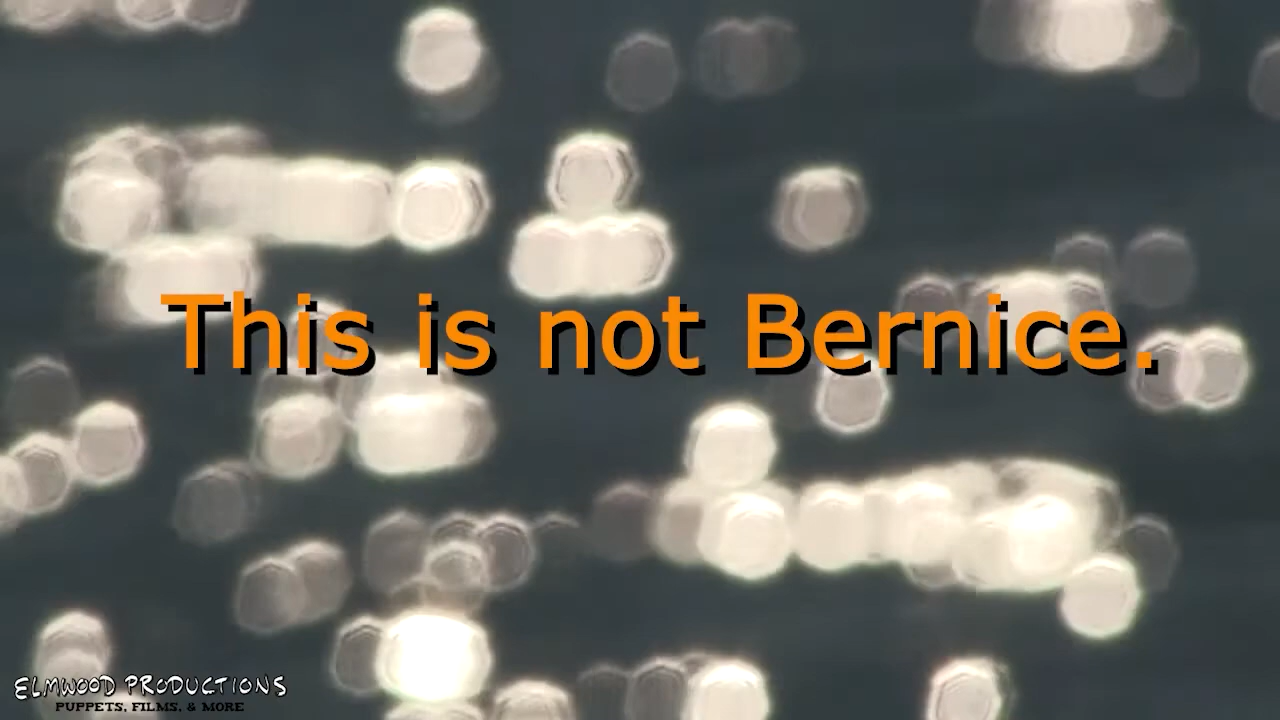 This is not Bernice.
ELMWOOD PRODUCTIONS
PUPPETS, FILMS, & MORE